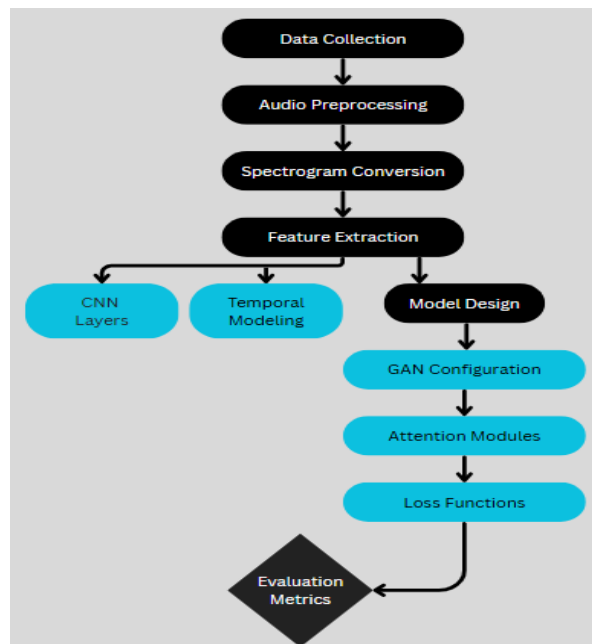 Data Collection
Audio Preprocessing
Spectrogram Conversion
Feature Extraction
CNN
Layers
Temporal
Modeling
Model Design
GAN Configuration
Attention Modules
Loss Functions
Evaluation
Metrics